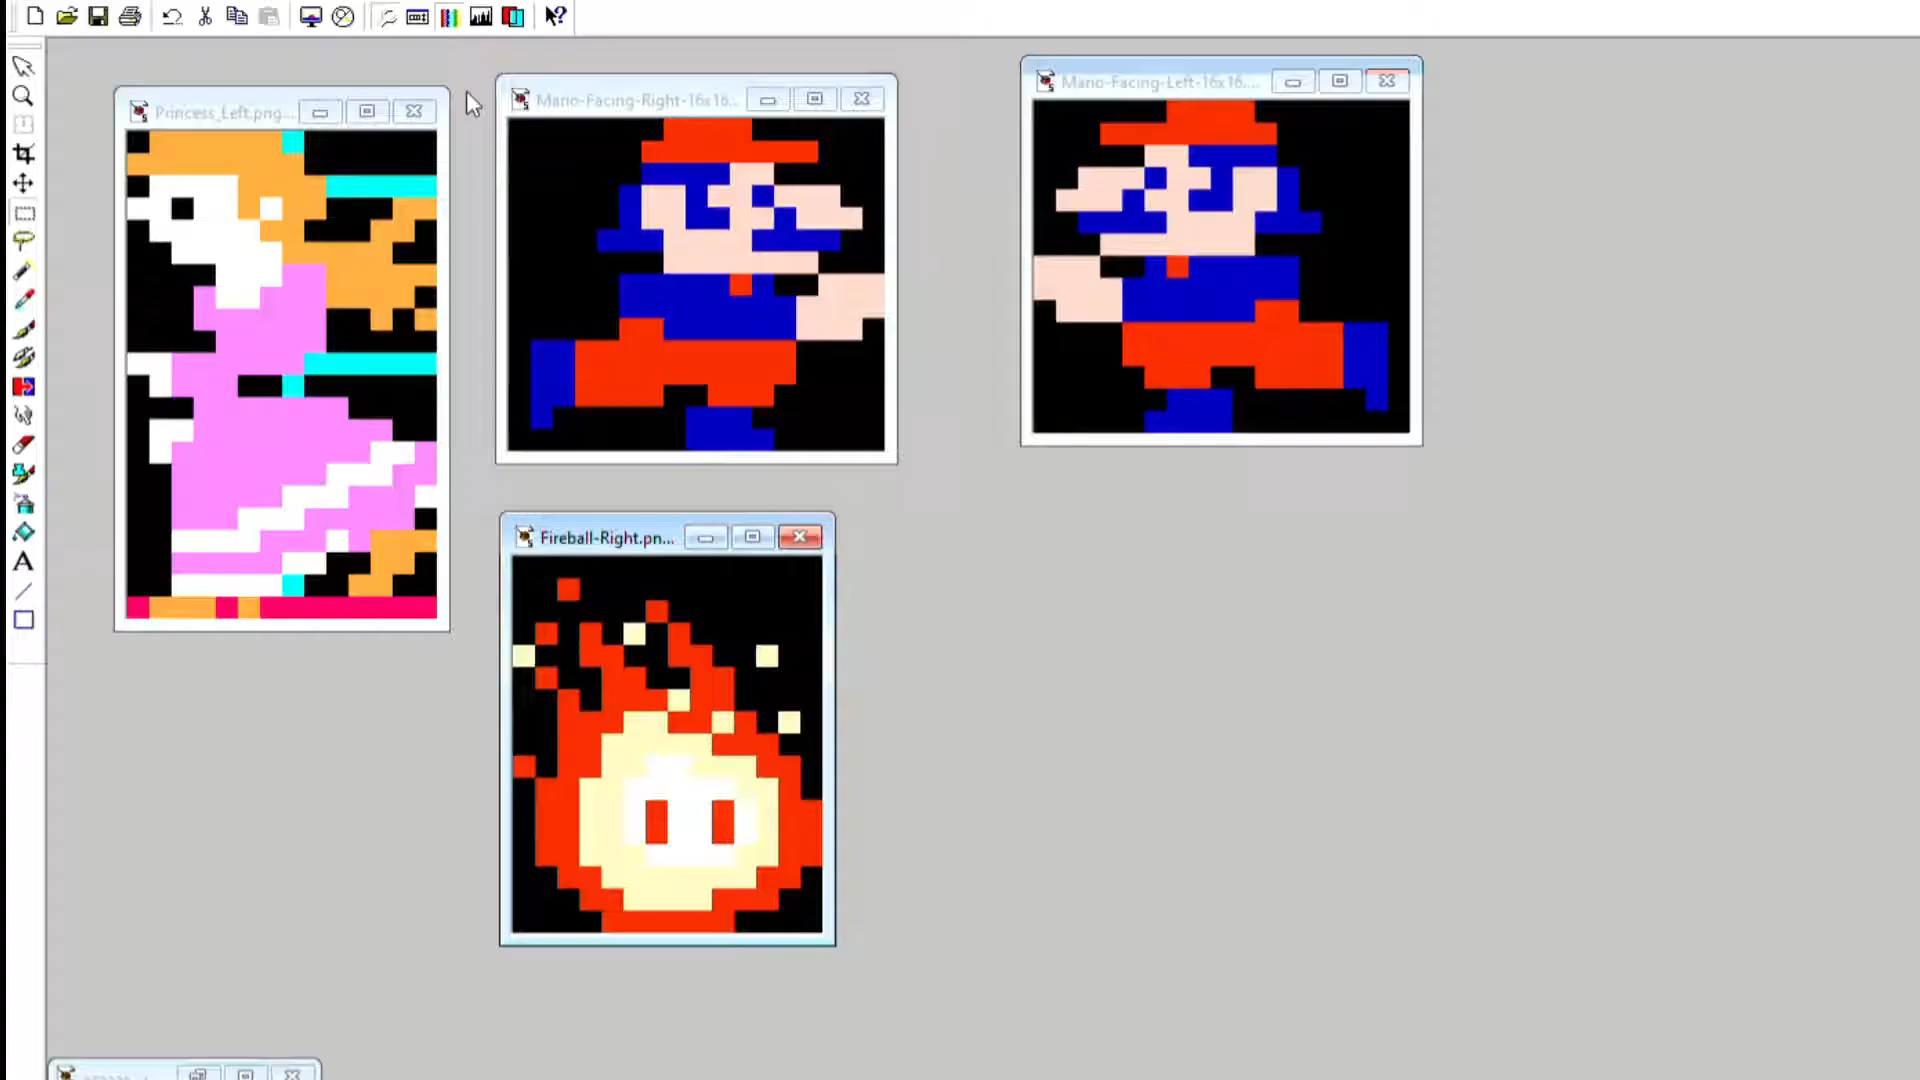 Princess_Left.png...
Mario-Facing-Right-16x16...
Mario-Facing-Left-16x16....
Fireball-Right.pn...
A